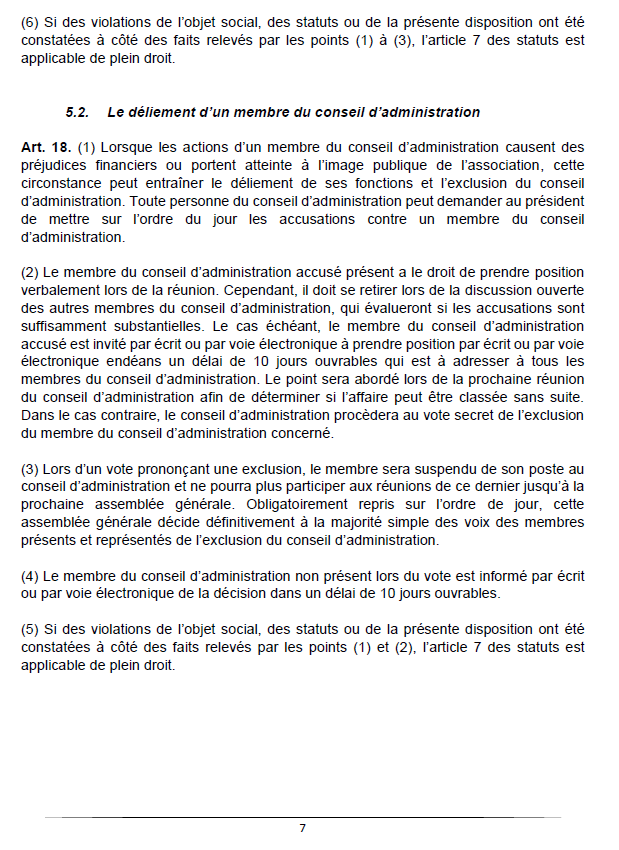 (6) Si des violations de l’objet social, des statuts ou de la présente disposition ont été
constatées à côté des faits relevés par les points (1) à (3), l’article 7 des statuts est
applicable de plein droit.
5.2. Le déliement d’un membre du conseil d’administration
Art. 18. (1) Lorsque les actions d’un membre du conseil d’administration causent des
préjudices financiers ou portent atteinte à l’image publique de l’association, cette
circonstance peut entraîner le déliement de ses fonctions et l’exclusion du conseil
d’administration. Toute personne du conseil d’administration peut demander au président
de mettre sur l’ordre du jour les accusations contre un membre du conseil
d’administration.
(2) Le membre du conseil d’administration accusé présent a le droit de prendre position
verbalement lors de la réunion. Cependant, il doit se retirer lors de la discussion ouverte
des autres membres du conseil d’administration, qui évalueront si les accusations sont
suffisamment substantielles. Le cas échéant, le membre du conseil d’administration
accusé est invité par écrit ou par voie électronique à prendre position par écrit ou par voie
électronique endéans un délai de 10 jours ouvrables qui est à adresser à tous les
membres du conseil d’administration. Le point sera abordé lors de la prochaine réunion
du conseil d’administration afin de déterminer si l’affaire peut être classée sans suite.
Dans le cas contraire, le conseil d’administration procèdera au vote secret de l’exclusion
du membre du conseil d’administration concerné.
(3) Lors d’un vote prononçant une exclusion, le membre sera suspendu de son poste au
conseil d’administration et ne pourra plus participer aux réunions de ce dernier jusqu’à la
prochaine assemblée générale. Obligatoirement repris sur l’ordre de jour, cette
assemblée générale décide définitivement à la majorité simple des voix des membres
présents et représentés de l’exclusion du conseil d’administration.
(4) Le membre du conseil d’administration non présent lors du vote est informé par écrit
ou par voie électronique de la décision dans un délai de 10 jours ouvrables.
(5) Si des violations de l’objet social, des statuts ou de la présente disposition ont été
constatées à côté des faits relevés par les points (1) et (2), l’article 7 des statuts est
applicable de plein droit.
7